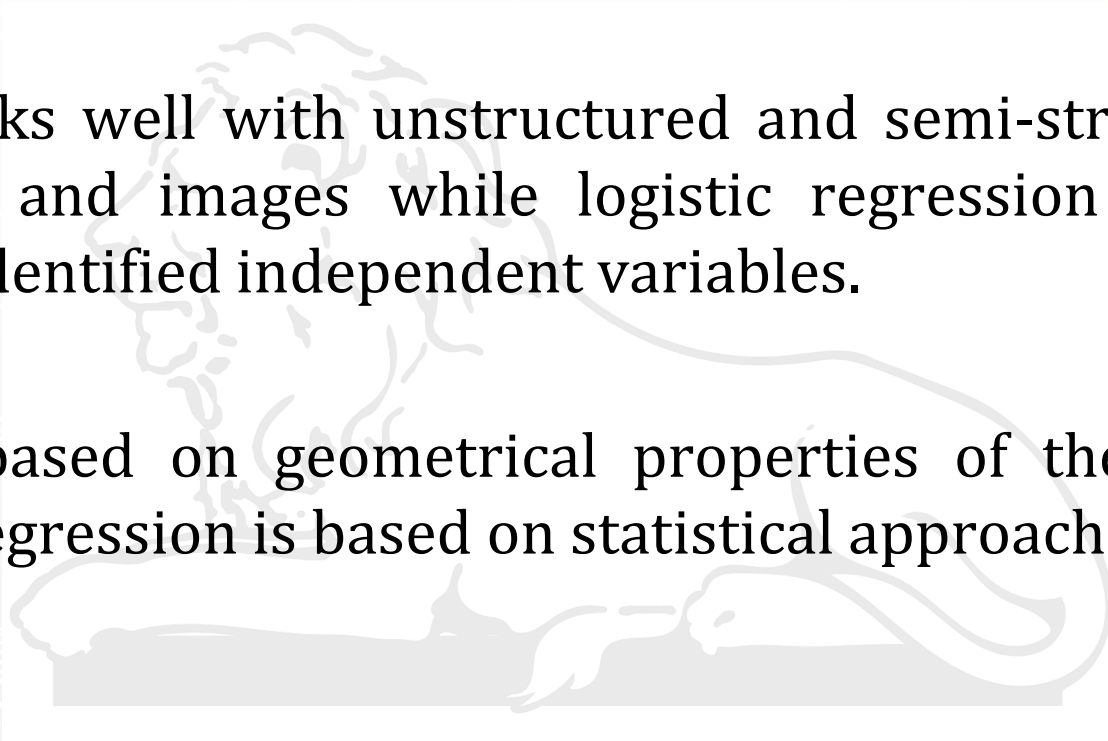 ks well with unstructured and semi-str
and images while logistic regression
dentified independent variables.
based on geometrical properties of the
egression is based on statistical approach